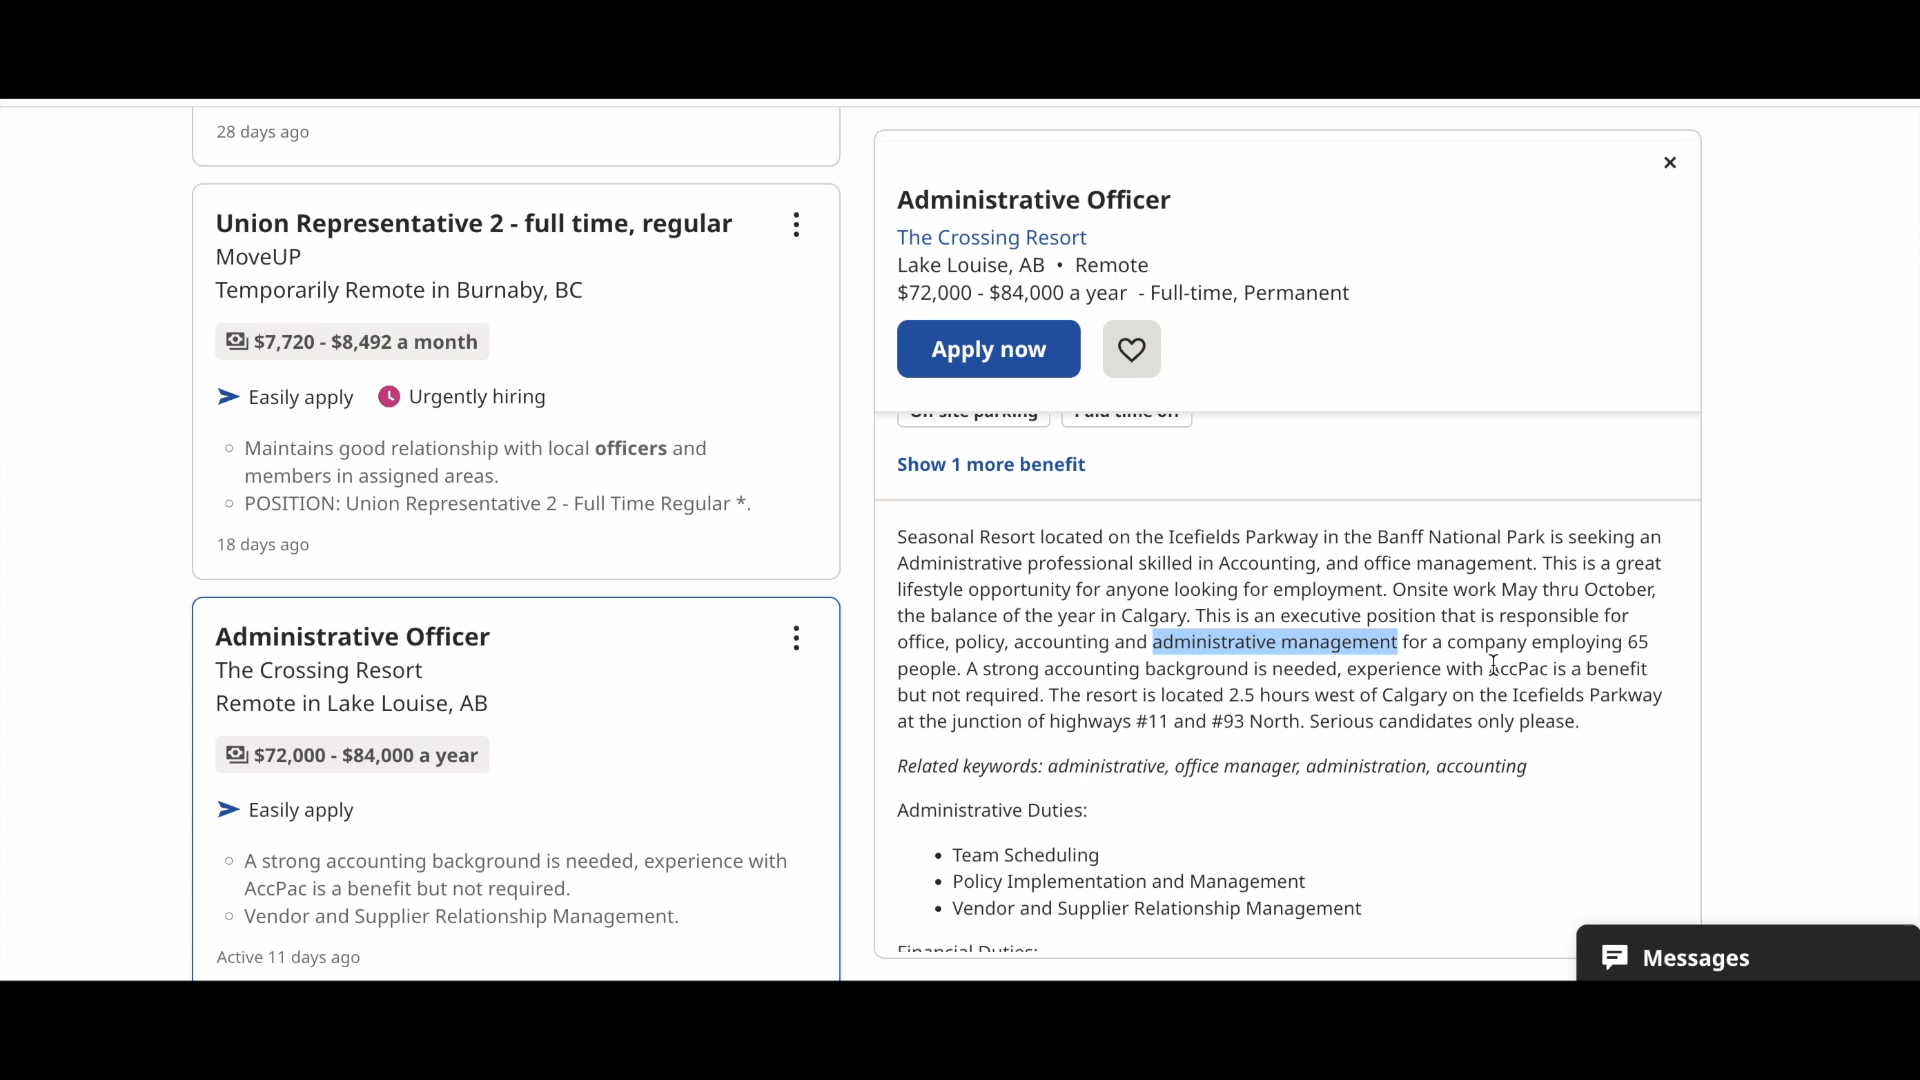 28 days ago
Union Representative 2 - full time, regular
MoveUP
Temporarily Remote in Burnaby, BC
$7,720 - $8,492 a month
Easily apply
Urgently hiring
Maintains good relationship with local officers and
members in assigned areas.
POSITION: Union Representative 2 - Full Time Regular *.
18 days ago
Administrative Officer
The Crossing Resort
Remote in Lake Louise, AB
$72,000 - $84,000 a year
Easily apply
A strong accounting background is needed, experience with
AccPac is a benefit but not required.
Vendor and Supplier Relationship Management.
Active 11 days ago
Administrative Officer
The Crossing Resort
Lake Louise, AB • Remote
$72,000 - $84,000 a year - Full-time, Permanent
Apply now
On-site parking
Paid time off
Show 1 more benefit
Seasonal Resort located on the Icefields Parkway in the Banff National Park is seeking an
Administrative professional skilled in Accounting, and office management. This is a great
lifestyle opportunity for anyone looking for employment. Onsite work May thru October,
the balance of the year in Calgary. This is an executive position that is responsible for
office, policy, accounting and administrative management for a company employing 65
people. A strong accounting background is needed, experience with AccPac is a benefit
but not required. The resort is located 2.5 hours west of Calgary on the Icefields Parkway
at the junction of highways #11 and #93 North. Serious candidates only please.
Related keywords: administrative, office manager, administration, accounting
Administrative Duties:
• Team Scheduling
• Policy Implementation and Management
• Vendor and Supplier Relationship Management
Financial Duties:
Messages